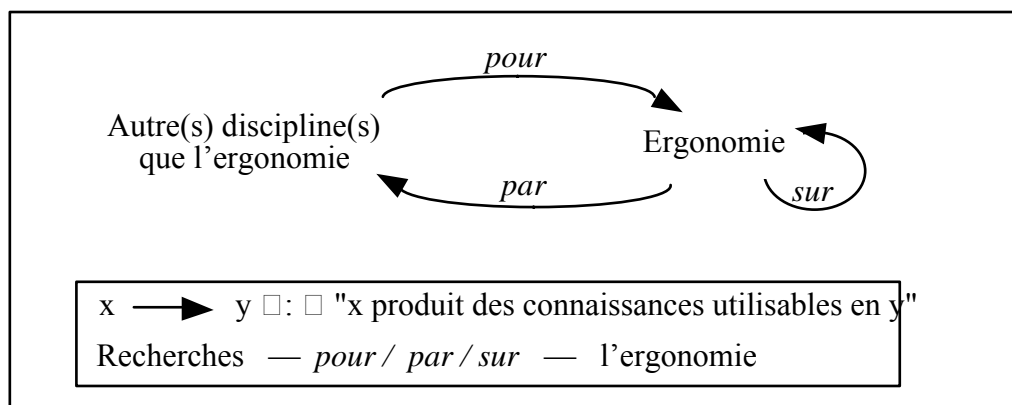 pour
Autre(s) discipline(s)
que l'ergonomie
Ergonomie
par
sur
x → y □: □ "x produit des connaissances utilisables en y"
Recherches — pour / par / sur — l'ergonomie